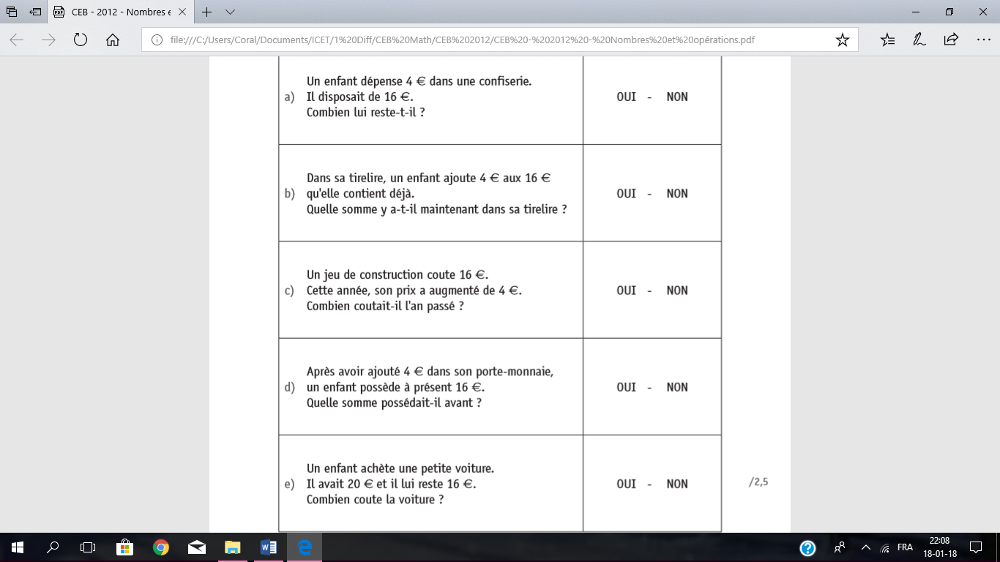 CEB - 2012 - Nombres e
file:///C:/Users/Coral/Documents/ICET/1%20Diff/CEB%20Math/CEB%202012/CEB%20-%202012%20-%20Nombres%20et%20opérations.pdf
Un enfant dépense 4 € dans une confiserie.
a) Il disposait de 16 €. OUI - NON
Combien lui reste-t-il ?
Dans sa tirelire, un enfant ajoute 4 € aux 16 €
b) qu'elle contient déjà. OUI - NON
Quelle somme y a-t-il maintenant dans sa tirelire ?
Un jeu de construction coute 16 €.
c) Cette année, son prix a augmenté de 4 €. OUI - NON
Combien coutait-il l'an passé ?
Après avoir ajouté 4 € dans son porte-monnaie,
d) un enfant possède à présent 16 €. OUI - NON
Quelle somme possédait-il avant ?
Un enfant achète une petite voiture.
e) Il avait 20 € et il lui reste 16 €. OUI - NON /2,5
Combien coute la voiture ?
FRA
22:08
18-01-18